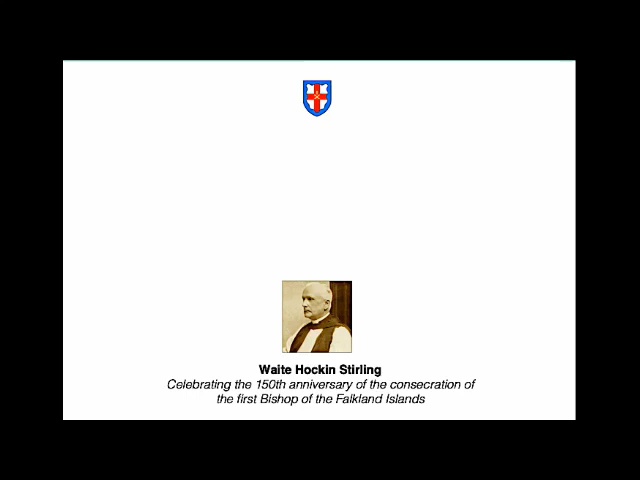 Waite Hockin Stirling
Celebrating the 150th anniversary of the consecration of
the first Bishop of the Falkland Islands